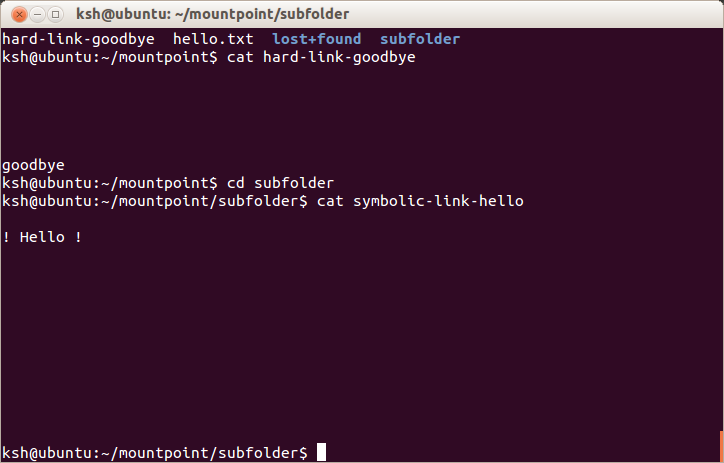 ksh@ubuntu: ~/mountpoint/subfolder
hard-link-goodbye  hello.txt  lost+found  subfolder
ksh@ubuntu:~/mountpoint$ cat hard-link-goodbye
goodbye
ksh@ubuntu:~/mountpoint$ cd subfolder
ksh@ubuntu:~/mountpoint/subfolder$ cat symbolic-link-hello
! Hello !
ksh@ubuntu:~/mountpoint/subfolder$